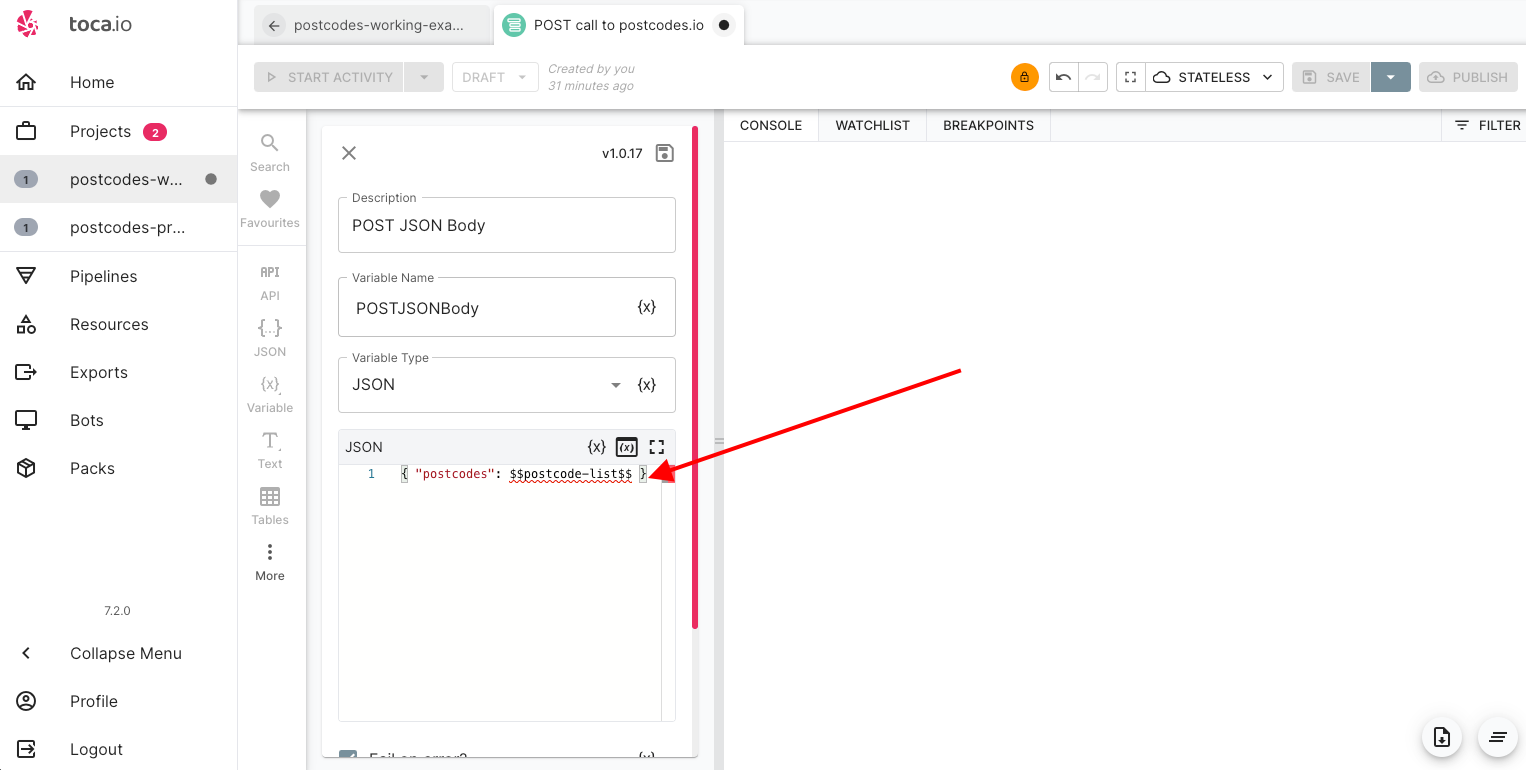 toca.io
Home
Projects 2
1 postcodes-w...
1 postcodes-pr...
Pipelines
Resources
Exports
Bots
Packs
7.2.0
Collapse Menu
Profile
Logout
postcodes-working-exa...
POST call to postcodes.io
START ACTIVITY
DRAFT
Created by you
31 minutes ago
STATELESS
SAVE
PUBLISH
Search
Favourites
API
API
{...}
JSON
{x}
Variable
T
Text
Tables
More
v1.0.17
Description
POST JSON Body
Variable Name
POSTJSONBody {x}
Variable Type
JSON {x}
JSON {x} (x)
1 { "postcodes": $$postcode-list$$ }
Fail on error? {x}
CONSOLE
WATCHLIST
BREAKPOINTS
FILTER